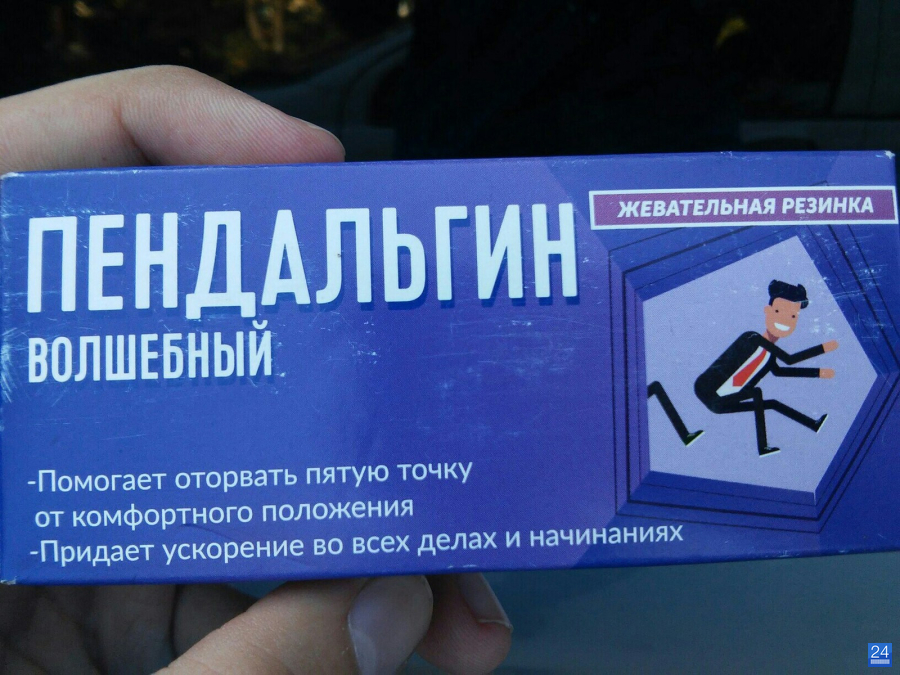 ЖЕВАТЕЛЬНАЯ РЕЗИНКА
ПЕНДАЛЬГИН
ВОЛШЕБНЫЙ
-Помогает оторвать пятую точку
от комфортного положения
-Придает ускорение во всех делах и начинаниях
24